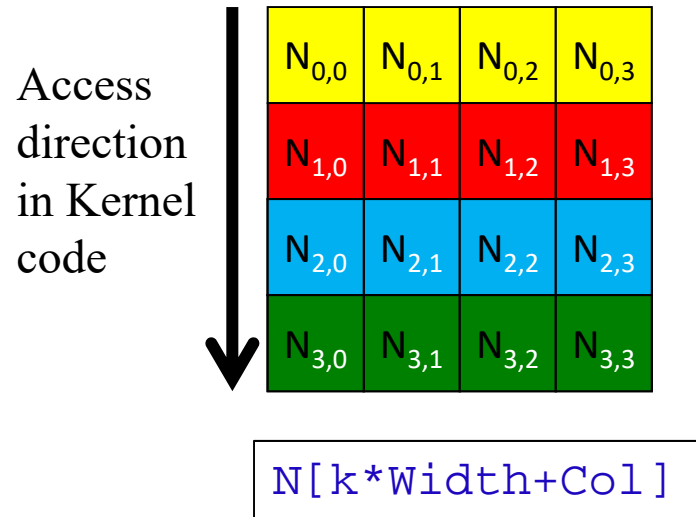 Access
direction
in Kernel
code
N0,0 N0,1 N0,2 N0,3
N1,0 N1,1 N1,2 N1,3
N2,0 N2,1 N2,2 N2,3
N3,0 N3,1 N3,2 N3,3
N[k*Width+Col]